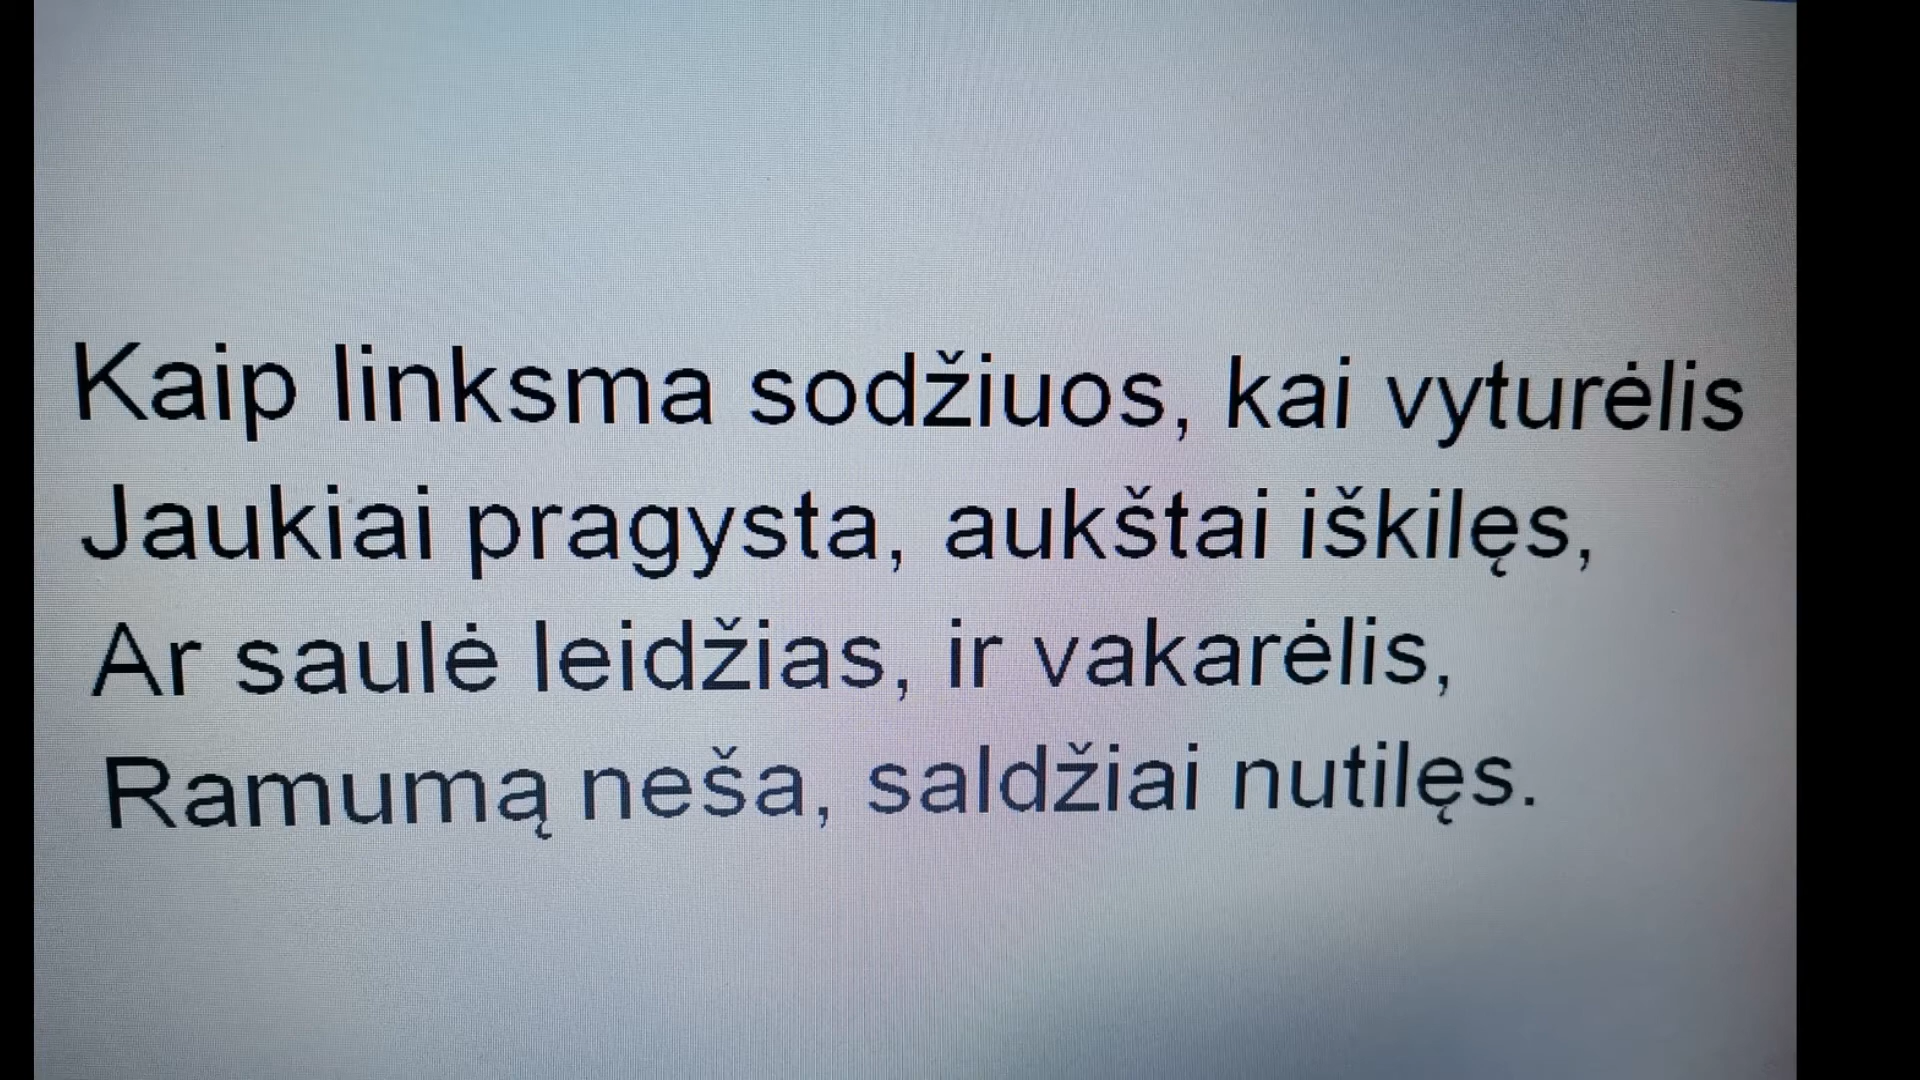 Kaip linksma sodžiuos, kai vyturėlis
Jaukiai pragysta, aukštai iškilęs,
Ar saulė leidžias, ir vakarėlis,
Ramumą neša, saldžiai nutilęs.